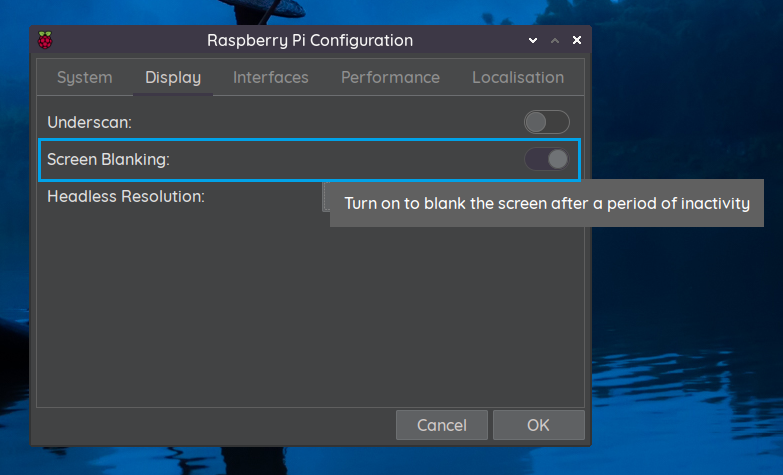 Raspberry Pi Configuration
System Display Interfaces Performance Localisation
Underscan:
Screen Blanking:
Headless Resolution:
Turn on to blank the screen after a period of inactivity
Cancel OK